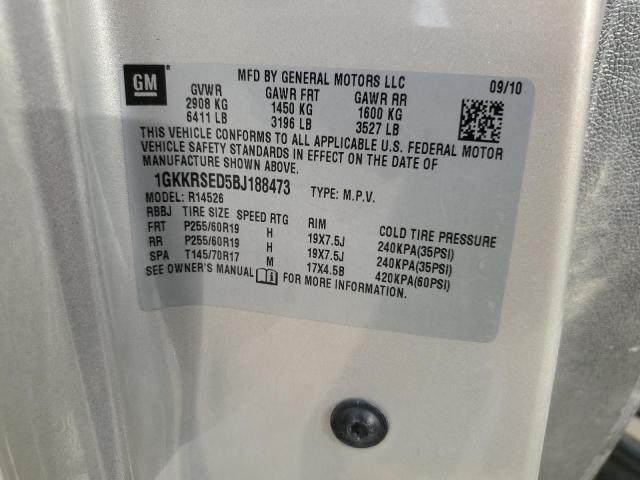 GM ® MFD BY GENERAL MOTORS LLC 09/10
GVWR GAWR FRT GAWR RR
2908 KG 1450 KG 1600 KG
6411 LB 3196 LB 3527 LB
THIS VEHICLE CONFORMS TO ALL APPLICABLE U.S. FEDERAL MOTOR
VEHICLE SAFETY STANDARDS IN EFFECT ON THE DATE OF
MANUFACTURE SHOWN ABOVE.
1GKKRSED5BJ188473 TYPE: M.P.V.
MODEL: R14526
RBBJ TIRE SIZE SPEED RTG RIM COLD TIRE PRESSURE
FRT P255/60R19 H 19X7.5J 240KPA(35PSI)
RR P255/60R19 H 19X7.5J 240KPA(35PSI)
SPA T145/70R17 M 17X4.5B 420KPA(60PSI)
SEE OWNER'S MANUAL FOR MORE INFORMATION.